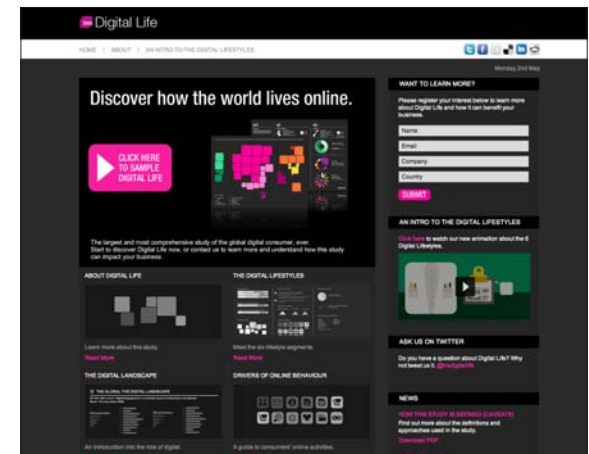 tns Digital Life
HOME | ABOUT | AN INTRO TO THE DIGITAL LIFESTYLES
Monday 2nd May
Discover how the world lives online.
CLICK HERE
TO SAMPLE
DIGITAL LIFE
The largest and most comprehensive study of the global digital consumer, ever.
Start to discover Digital Life now, or contact us to learn more and understand how this study
can impact your business.
ABOUT DIGITAL LIFE
Learn more about this study.
Read More
THE DIGITAL LIFESTYLES
Meet the six lifestyle segments.
Read More
THE DIGITAL LANDSCAPE
An introduction into the role of digital.
DRIVERS OF ONLINE BEHAVIOUR
A guide to consumers' online activities.
WANT TO LEARN MORE?
Please register your interest below to learn more
about Digital Life and how it can benefit your
business.
Name
Email
Company
Country
SUBMIT
AN INTRO TO THE DIGITAL LIFESTYLES
Click here to watch our new animation about the 6
Digital Lifestyles.
ASK US ON TWITTER
Do you have a question about Digital Life? Why
not tweet us it, @tnsdigitallife
NEWS
HOW THIS STUDY IS DEFINED (CAVEATS)
Find out more about the definitions and
approaches used in the study.
Download PDF